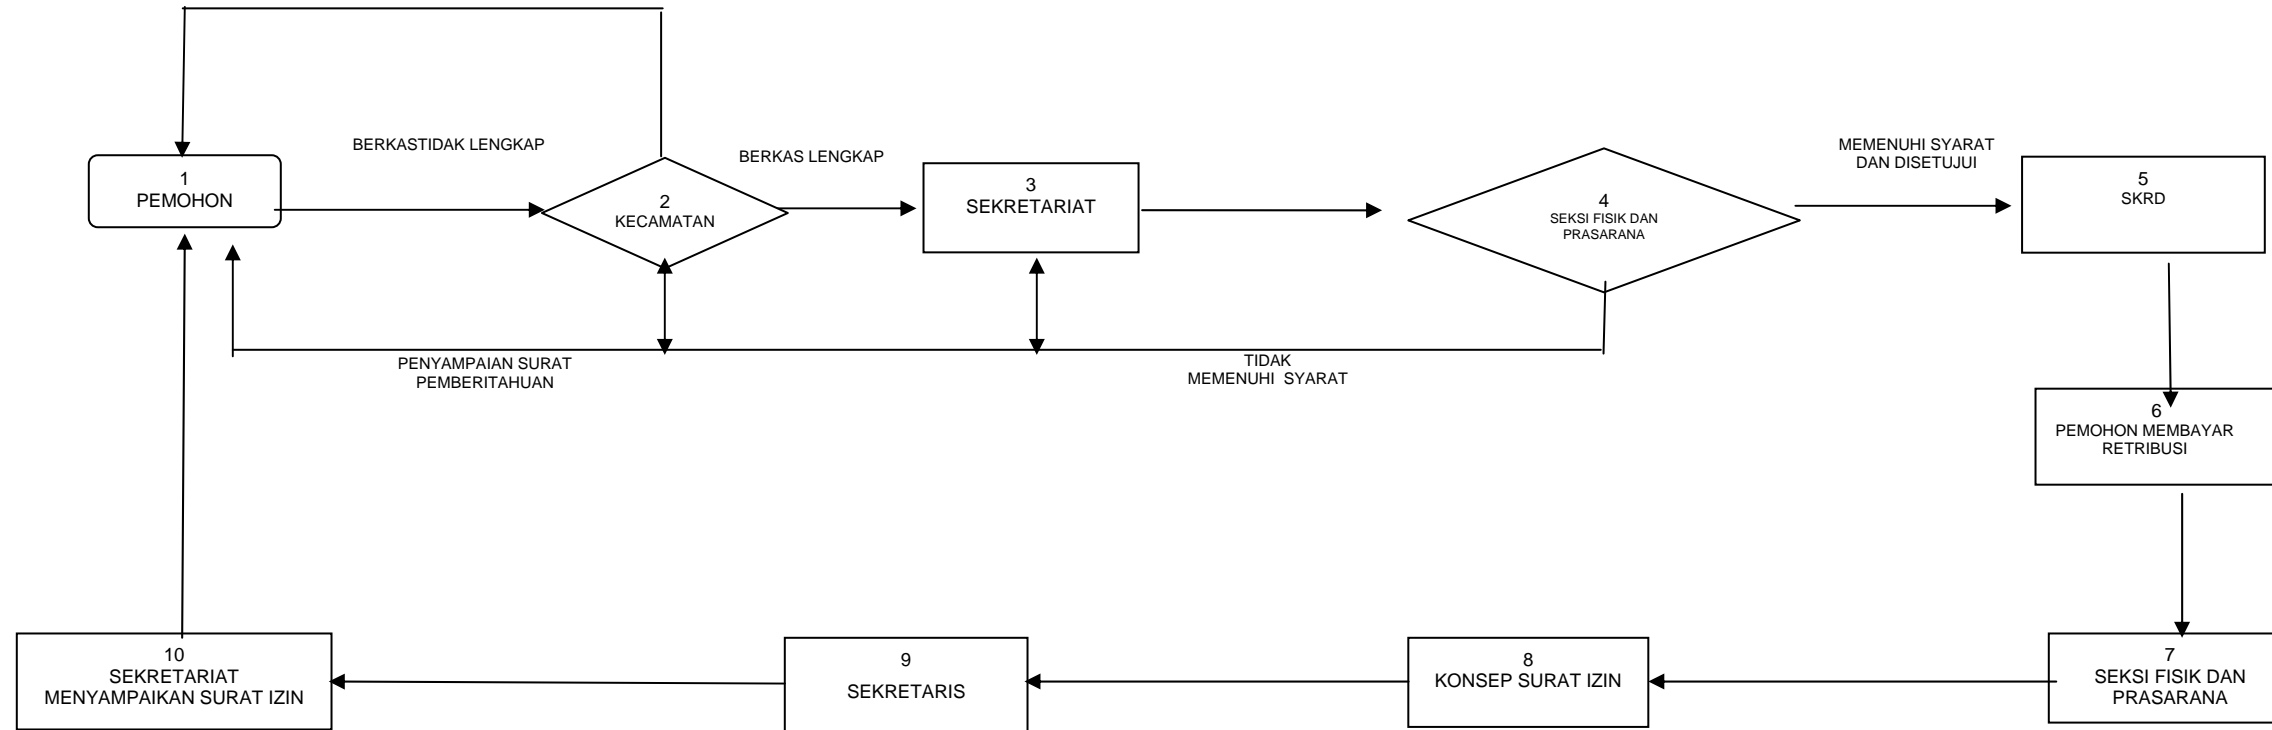 BERKASTIDAK LENGKAP
BERKAS LENGKAP
MEMENUHI SYARAT
DAN DISETUJUI
1
PEMOHON
2
KECAMATAN
3
SEKRETARIAT
4
SEKSI FISIK DAN
PRASARANA
5
SKRD
PENYAMPAIAN SURAT
PEMBERITAHUAN
TIDAK
MEMENUHI SYARAT
6
PEMOHON MEMBAYAR
RETRIBUSI
7
SEKSI FISIK DAN
PRASARANA
8
KONSEP SURAT IZIN
9
SEKRETARIS
10
SEKRETARIAT
MENYAMPAIKAN SURAT IZIN